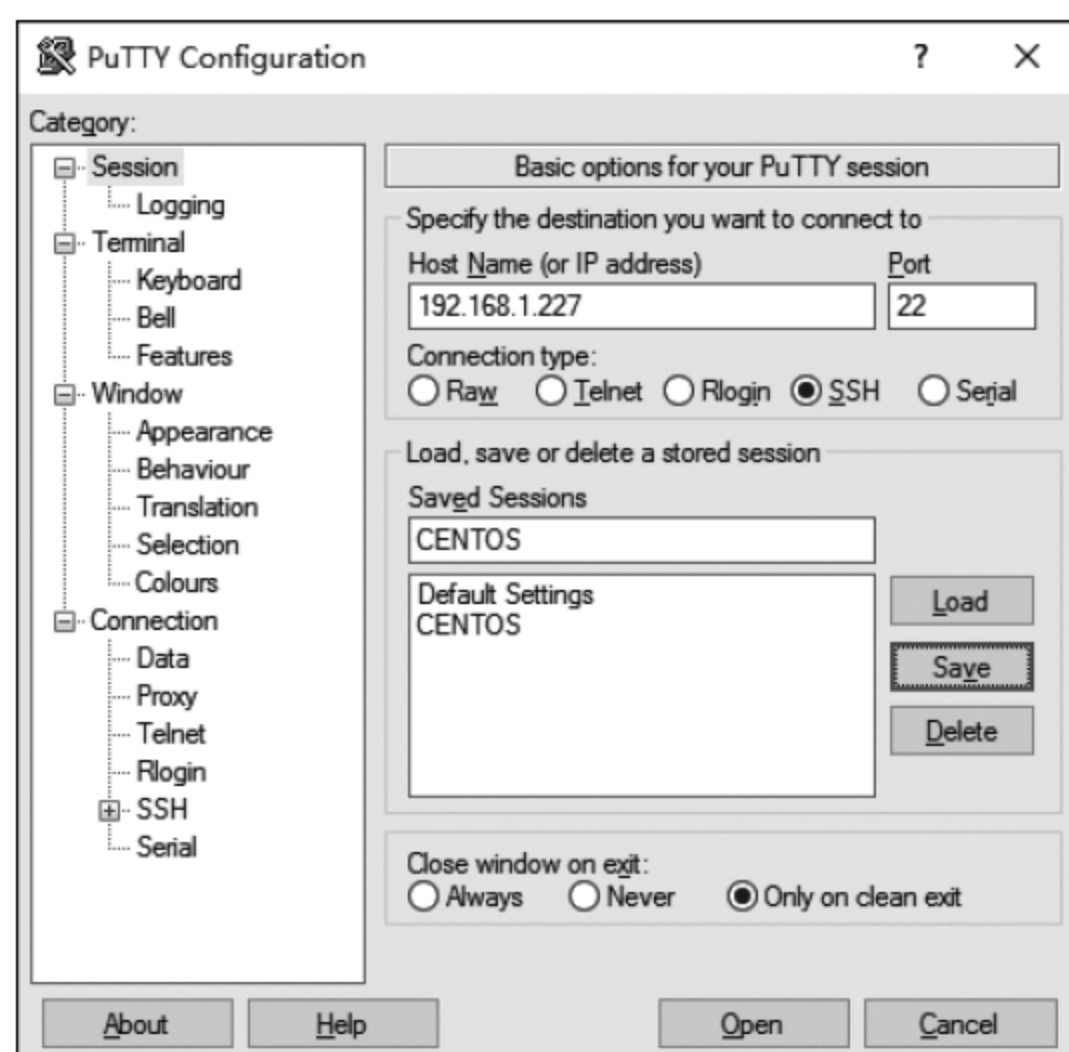 PuTTY Configuration
?
Category:
Session
Logging
Terminal
Keyboard
Bell
Features
Window
Appearance
Behaviour
Translation
Selection
Colours
Connection
Data
Proxy
Telnet
Rlogin
SSH
Serial
Basic options for your PuTTY session
Specify the destination you want to connect to
Host Name (or IP address) Port
192.168.1.227 22
Connection type:
Raw Telnet Rlogin SSH Serial
Load, save or delete a stored session
Saved Sessions
CENTOS
Default Settings
CENTOS
Load
Save
Delete
Close window on exit:
Always Never Only on clean exit
About Help Open Cancel